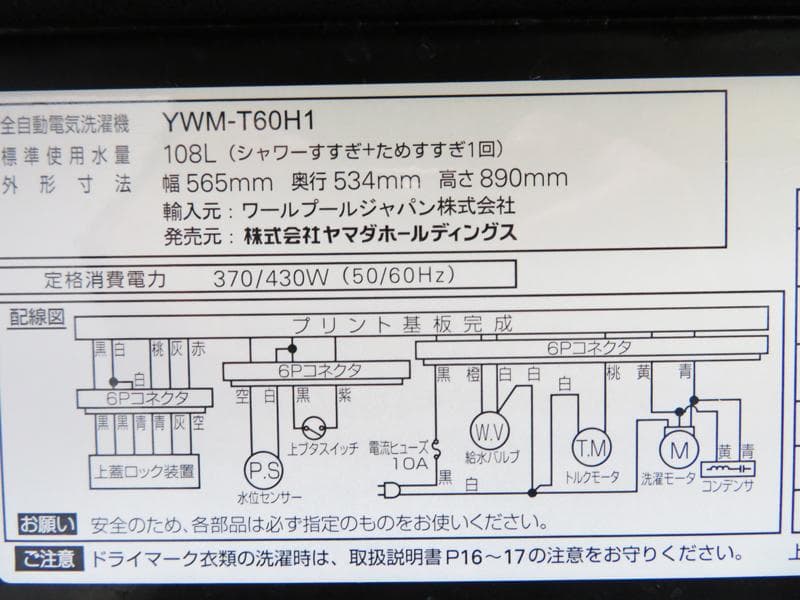 全自動電気洗濯機 YWM-T60H1
標準使用水量 108L（シャワーすすぎ+ためすすぎ1回）
外形寸法 幅565mm 奥行534mm 高さ890mm
輸入元：ワールプールジャパン株式会社
発売元：株式会社ヤマダホールディングス
定格消費電力 370/430W（50/60Hz）
配線図
プリント基板完成
黒 白 桃 灰 赤
白
6Pコネクタ
黒 黒 青 青 灰 空
上蓋ロック装置
6Pコネクタ
空 白 黒 紫
上ブタスイッチ
P.S
水位センサー
6Pコネクタ
黒 橙 白 白 白 桃 黄 青
電流ヒューズ
10A
黒 白
W.V
給水バルブ
T.M
トルクモータ
M
洗濯モータ
黄 青
コンデンサ
お願い 安全のため、各部品は必ず指定のものをお使いください。
ご注意 ドライマーク衣類の洗濯時は、取扱説明書P16～17の注意をお守りください。
上